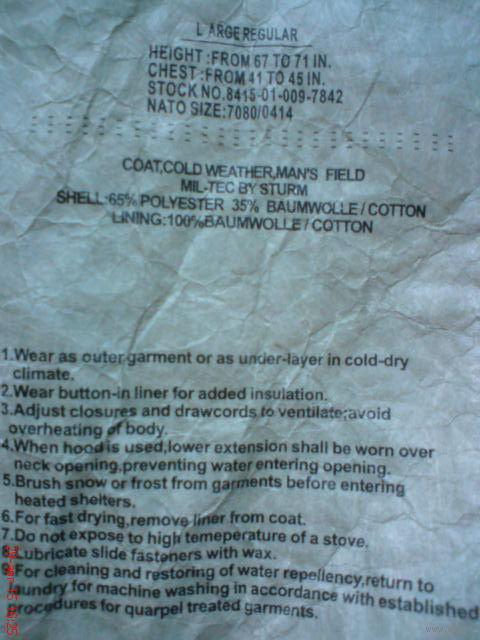 L ARGE REGULAR
HEIGHT :FROM 67 TO 71 IN.
CHEST :FROM 41 TO 45 IN.
STOCK NO.8415-01-009-7842
NATO SIZE:7080/0414
COAT,COLD WEATHER,MAN'S FIELD
MIL-TEC BY STURM
SHELL:65% POLYESTER 35% BAUMWOLLE / COTTON
LINING:100%BAUMWOLLE / COTTON
1.Wear as outer garment or as under-layer in cold-dry
climate.
2.Wear button-in liner for added insulation.
3.Adjust closures and drawcords to ventilate;avoid
overheating of body.
4.When hood is used,lower extension shall be worn over
neck opening,preventing water entering opening.
5.Brush snow or frost from garments before entering
heated shelters.
6.For fast drying,remove liner from coat.
7.Do not expose to high temeperature of a stove.
8.Lubricate slide fasteners with wax.
9.For cleaning and restoring of water repellency,return to
laundry for machine washing in accordance with established
procedures for quarpel treated garments.